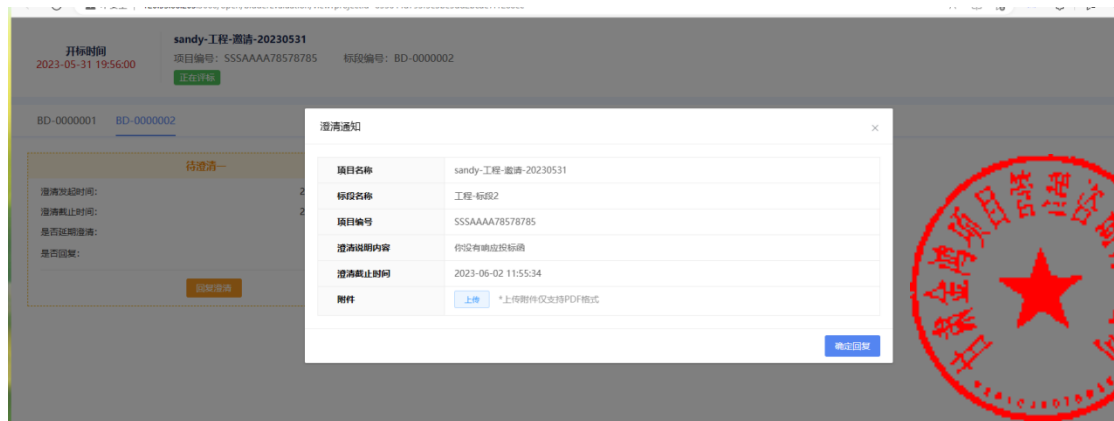 开标时间
2023-05-31 19:56:00
sandy-工程-邀请-20230531
项目编号：SSSAAAA78578785 标段编号：BD-0000002
正在评标
BD-0000001 BD-0000002
待澄清一
澄清发起时间：
澄清截止时间：
是否延期澄清：
是否回复：
回复澄清
澄清通知
项目名称 sandy-工程-邀请-20230531
标段名称 工程-标段2
项目编号 SSSAAAA78578785
澄清说明内容 你没有响应投标函
澄清截止时间 2023-06-02 11:55:34
附件 上传 *上传附件仅支持PDF格式
确定回复